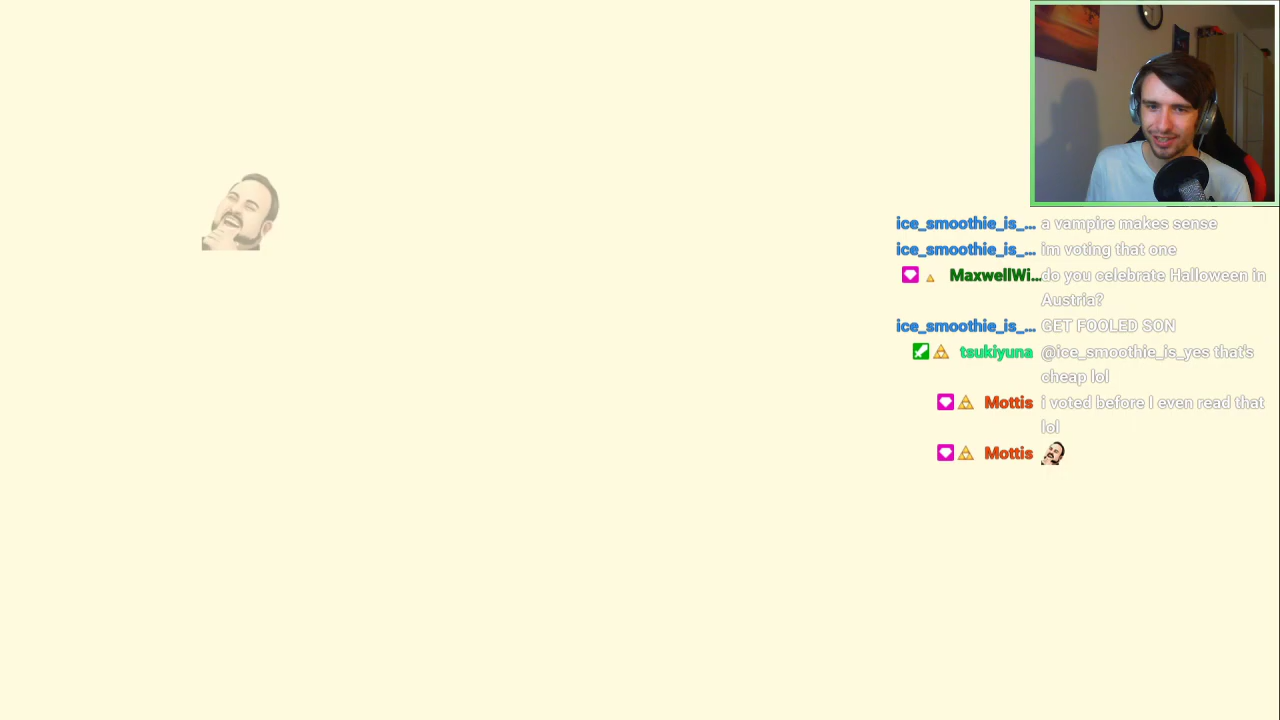 ice_smoothie_is_... a vampire makes sense
ice_smoothie_is_... im voting that one
MaxwellWi... do you celebrate Halloween in
Austria?
ice_smoothie_is_... GET FOOLED SON
tsukiyuna @ice_smoothie_is_yes that's
cheap lol
Mottis i voted before I even read that
lol
Mottis